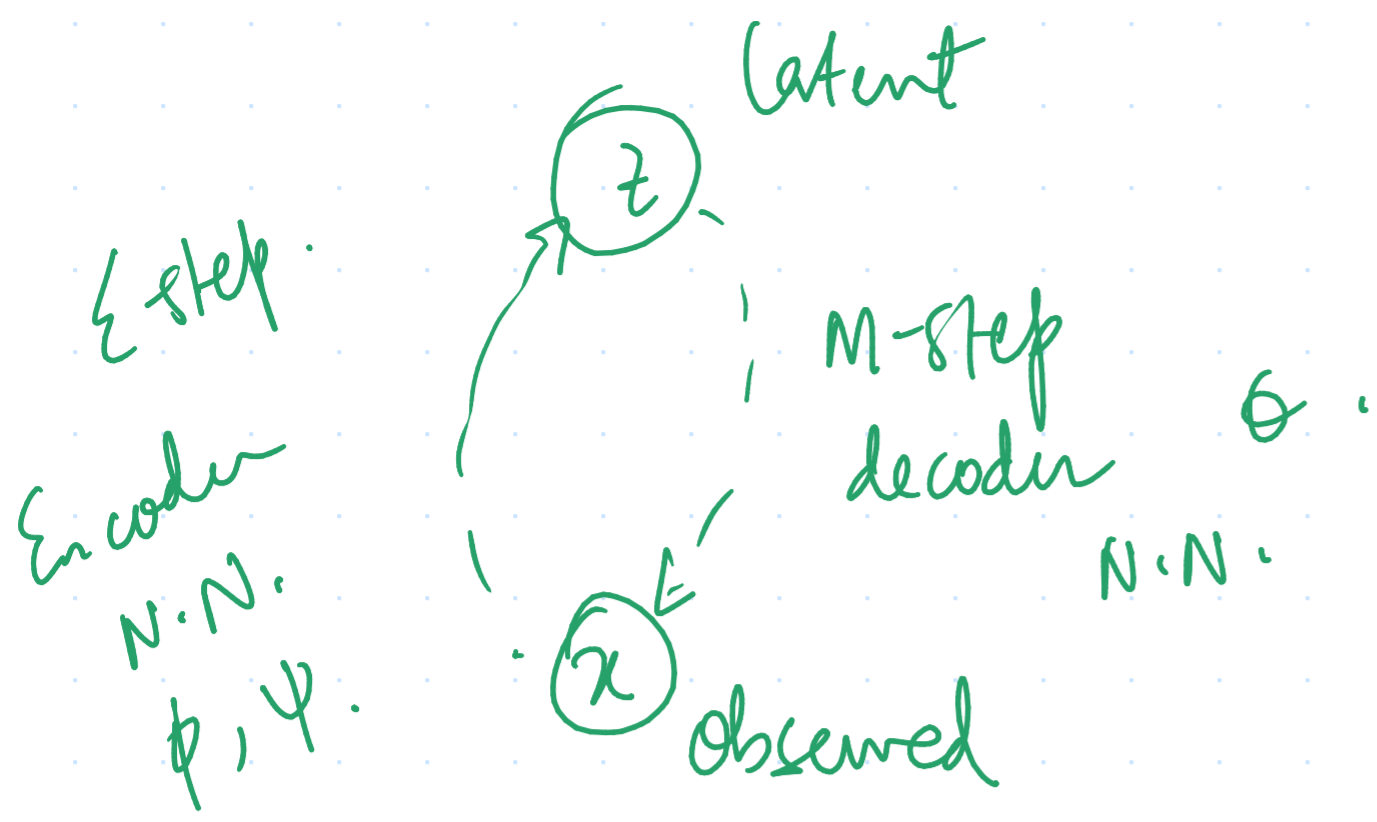 Latent
z
E step.
M-step
decoder
θ.
Encoder
N.N.
N.N.
ϕ, ψ.
x
Observed